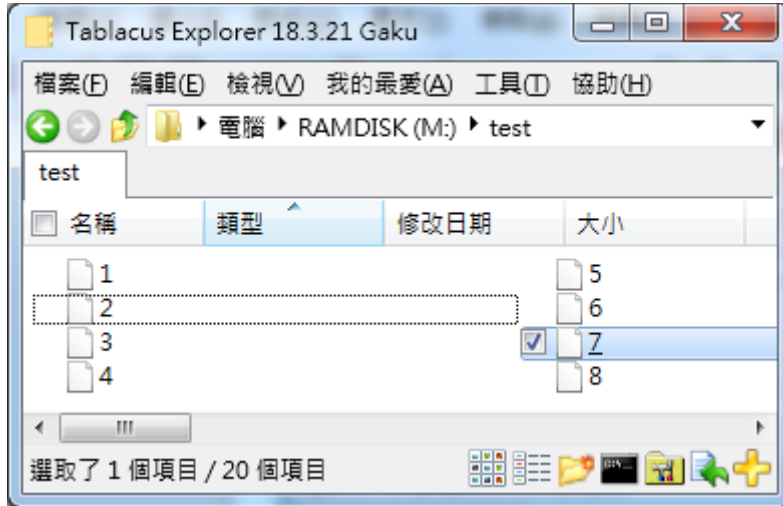 Tablacus Explorer 18.3.21 Gaku
檔案(F) 編輯(E) 檢視(V) 我的最愛(A) 工具(T) 協助(H)
電腦 RAMDISK (M:) test
test
名稱 類型 修改日期 大小
1 5
2 6
3 7
4 8
選取了 1 個項目 / 20 個項目